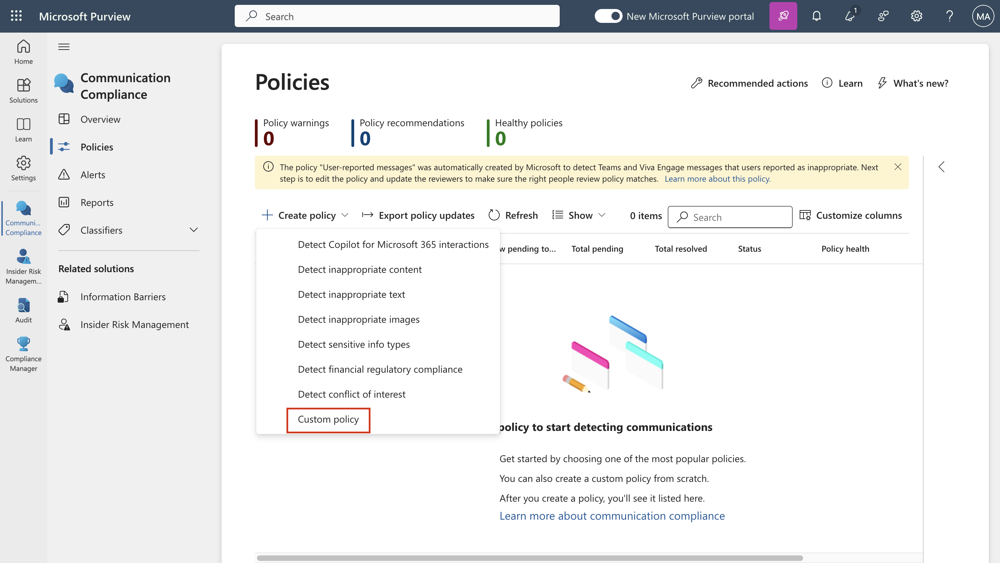 Microsoft Purview
Search
New Microsoft Purview portal
1
MA
Home
Solutions
Learn
Settings
Communi...
Compliance
Insider Risk
Managem...
Audit
Compliance
Manager
Communication
Compliance
Overview
Policies
Alerts
Reports
Classifiers
Related solutions
Information Barriers
Insider Risk Management
Policies
Recommended actions
Learn
What's new?
Policy warnings
0
Policy recommendations
0
Healthy policies
0
The policy "User-reported messages" was automatically created by Microsoft to detect Teams and Viva Engage messages that users reported as inappropriate. Next
step is to edit the policy and update the reviewers to make sure the right people review policy matches. Learn more about this policy.
Create policy
Export policy updates
Refresh
Show
0 items
Search
Customize columns
Detect Copilot for Microsoft 365 interactions
Detect inappropriate content
Detect inappropriate text
Detect inappropriate images
Detect sensitive info types
Detect financial regulatory compliance
Detect conflict of interest
Custom policy
w pending to...
Total pending
Total resolved
Status
Policy health
policy to start detecting communications
Get started by choosing one of the most popular policies.
You can also create a custom policy from scratch.
After you create a policy, you'll see it listed here.
Learn more about communication compliance